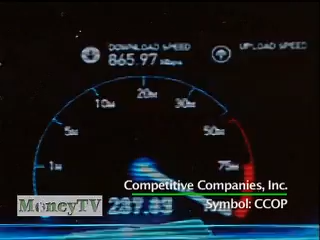 DOWNLOAD SPEED
UPLOAD SPEED
865.97
20M
10M
30M
5M
50M
1M
75M
Competitive Companies, Inc.
MoneyTV
Symbol: CCOP